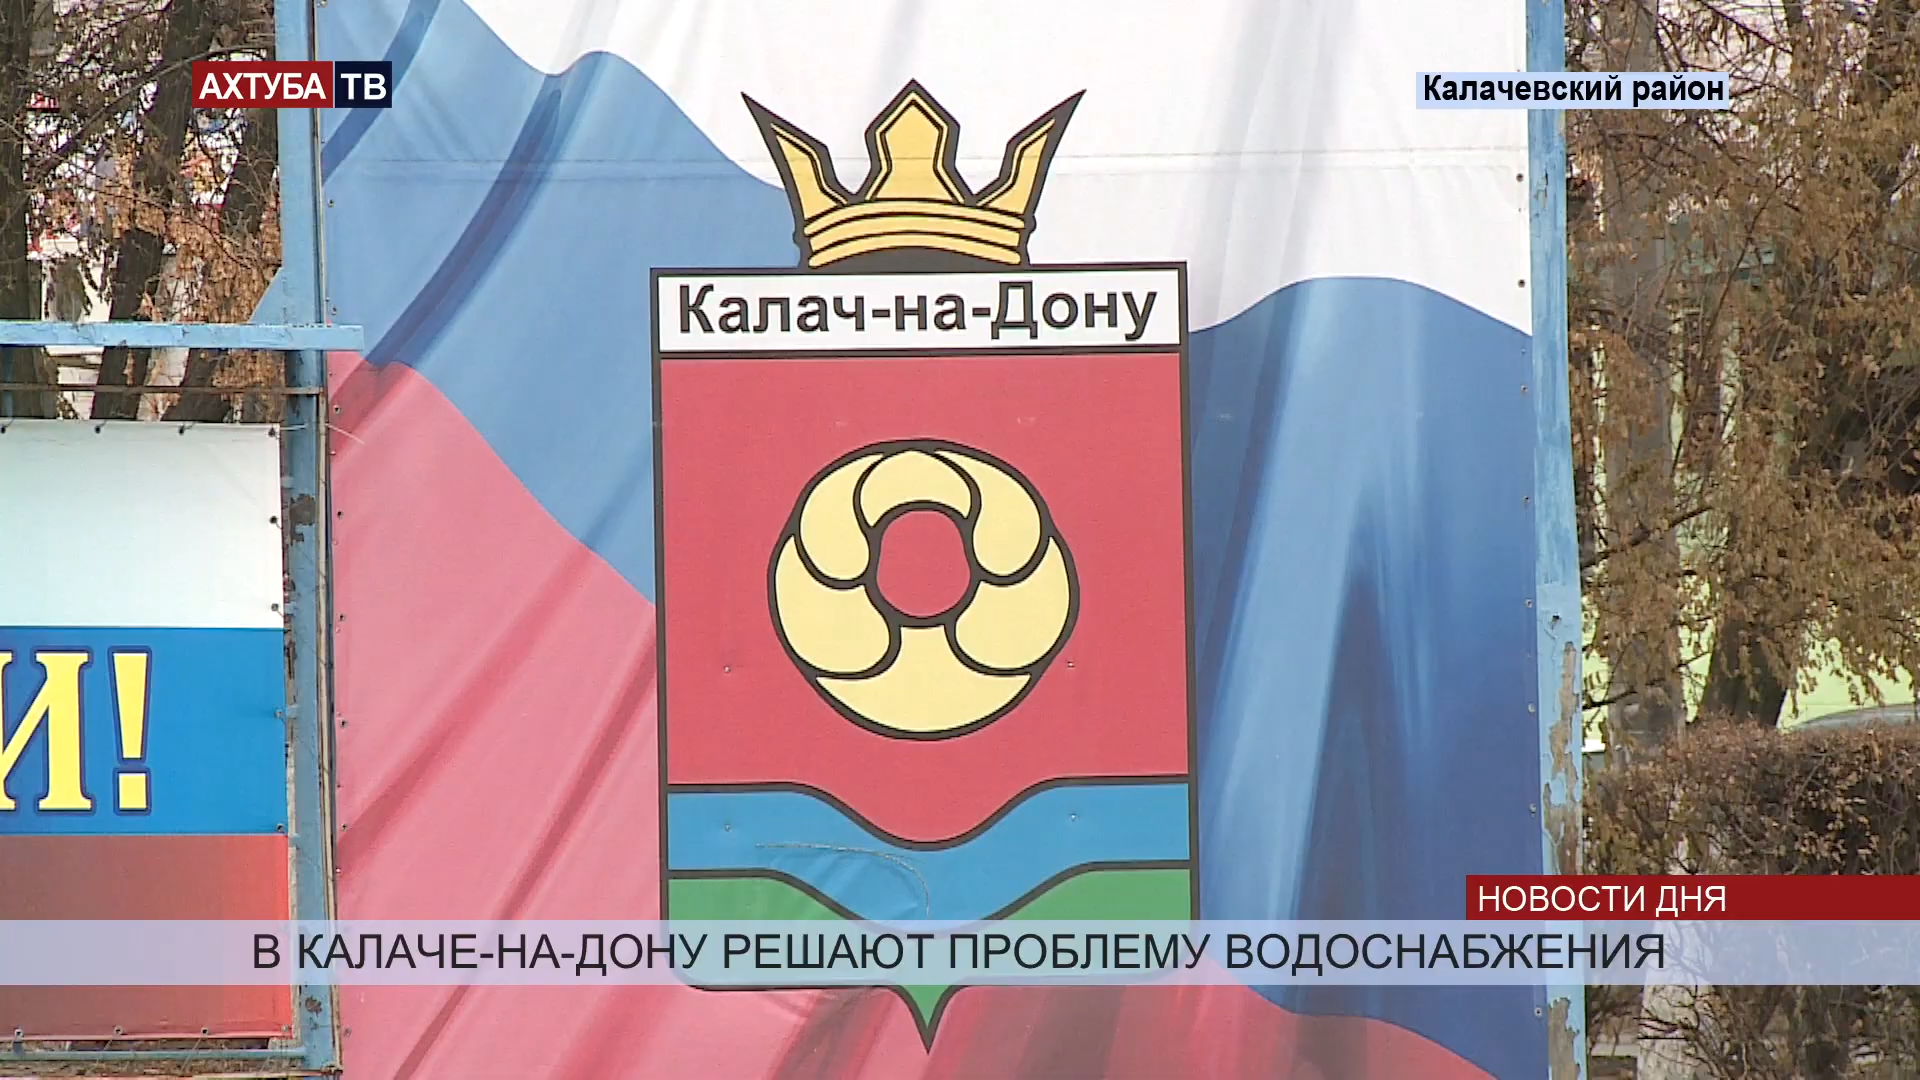 АХТУБА ТВ
Калачевский район
Калач-на-Дону
И!
НОВОСТИ ДНЯ
В КАЛАЧЕ-НА-ДОНУ РЕШАЮТ ПРОБЛЕМУ ВОДОСНАБЖЕНИЯ